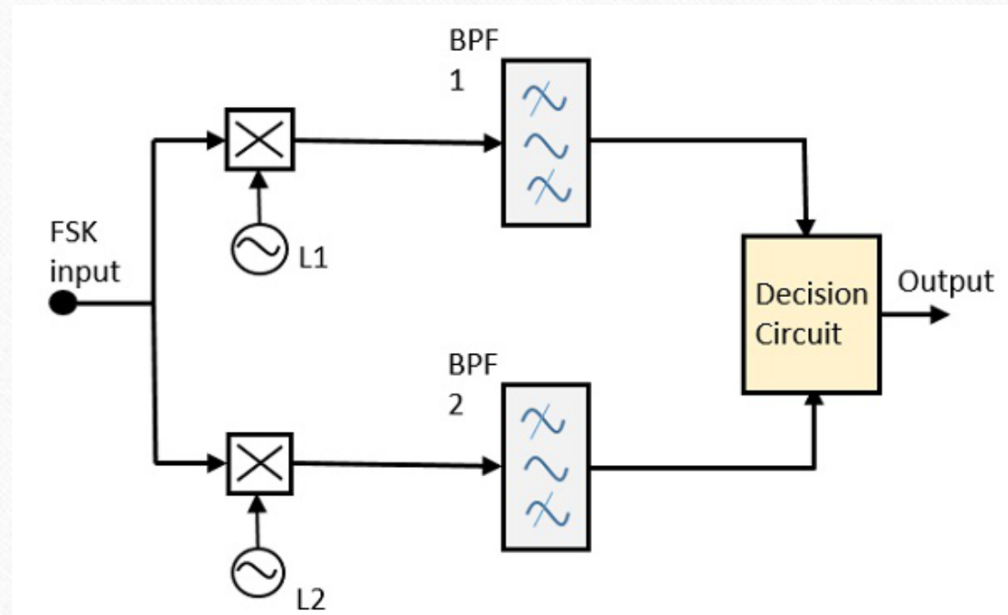 BPF
1
L1
FSK
input
Decision
Circuit
Output
BPF
2
L2